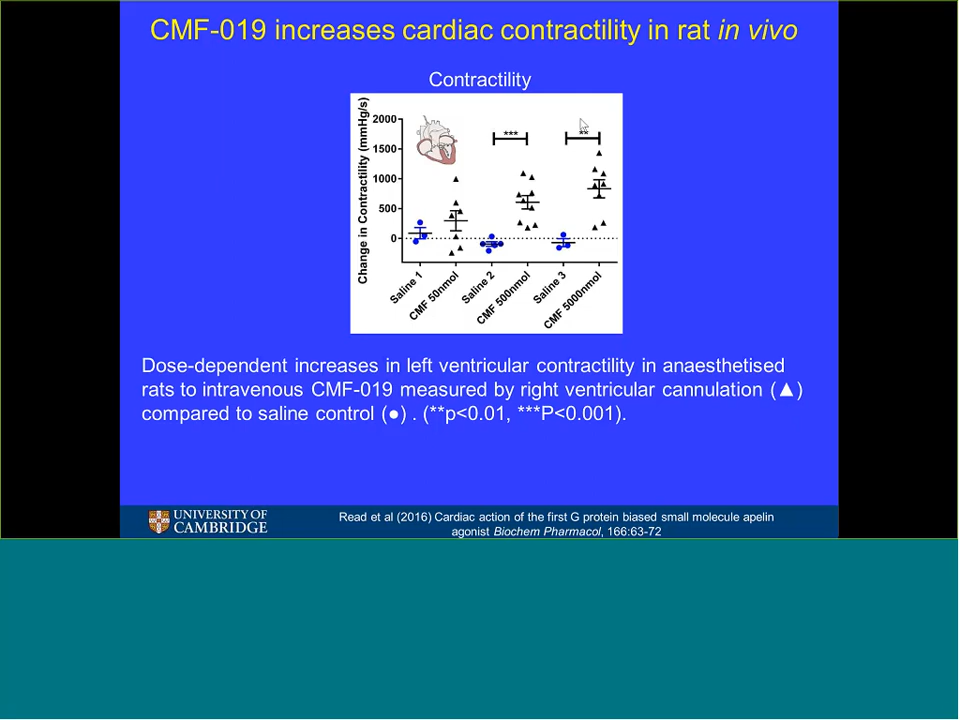 CMF-019 increases cardiac contractility in rat in vivo
Contractility
Change in Contractility (mmHg/s)
2000
1500
1000
500
0
***
**
Saline 1
CMF 50nmol
Saline 2
CMF 500nmol
Saline 3
CMF 5000nmol
Dose-dependent increases in left ventricular contractility in anaesthetised
rats to intravenous CMF-019 measured by right ventricular cannulation (▲)
compared to saline control (●) . (**p<0.01, ***P<0.001).
UNIVERSITY OF
CAMBRIDGE
Read et al (2016) Cardiac action of the first G protein biased small molecule apelin
agonist Biochem Pharmacol, 166:63-72